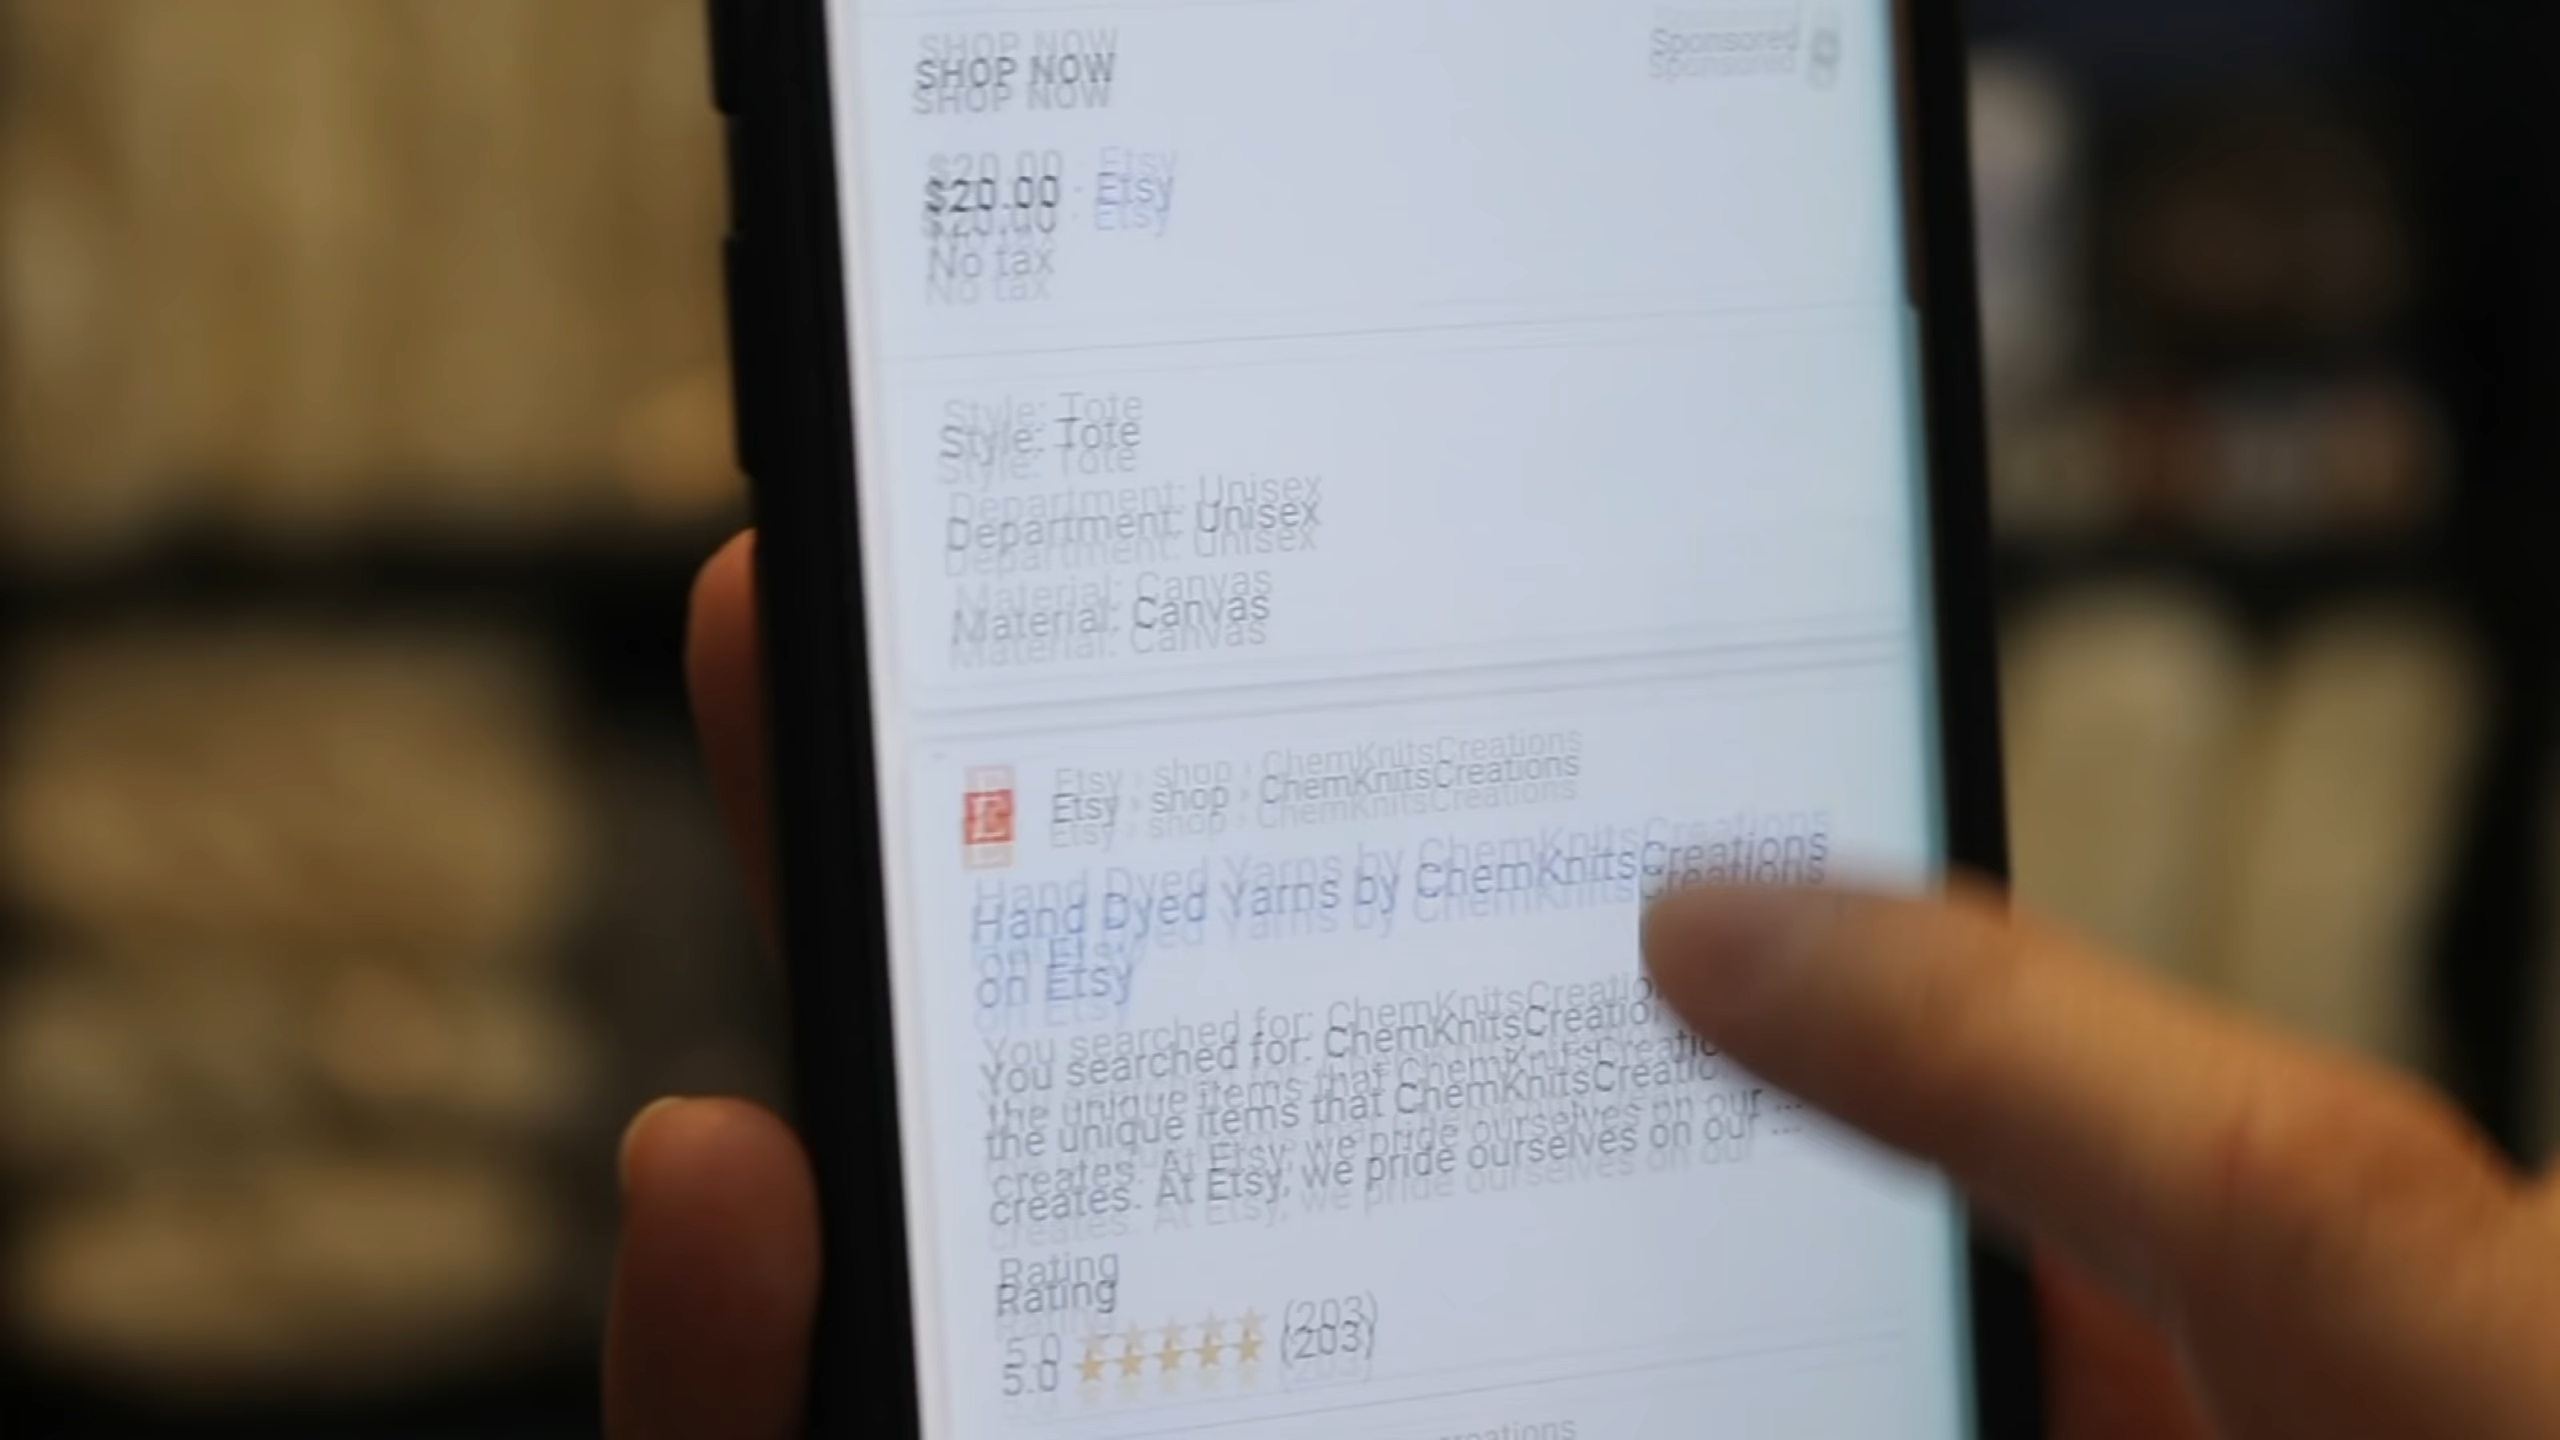 SHOP NOW
Sponsored
$20.00 · Etsy
No tax
Style: Tote
Department: Unisex
Material: Canvas
Etsy › shop › ChemKnitsCreations
Hand Dyed Yarns by ChemKnitsCreations
on Etsy
You searched for: ChemKnitsCreatio
the unique items that ChemKnitsCreatio
creates. At Etsy, we pride ourselves on our ...
Rating
5.0 ★★★★★ (203)
creations